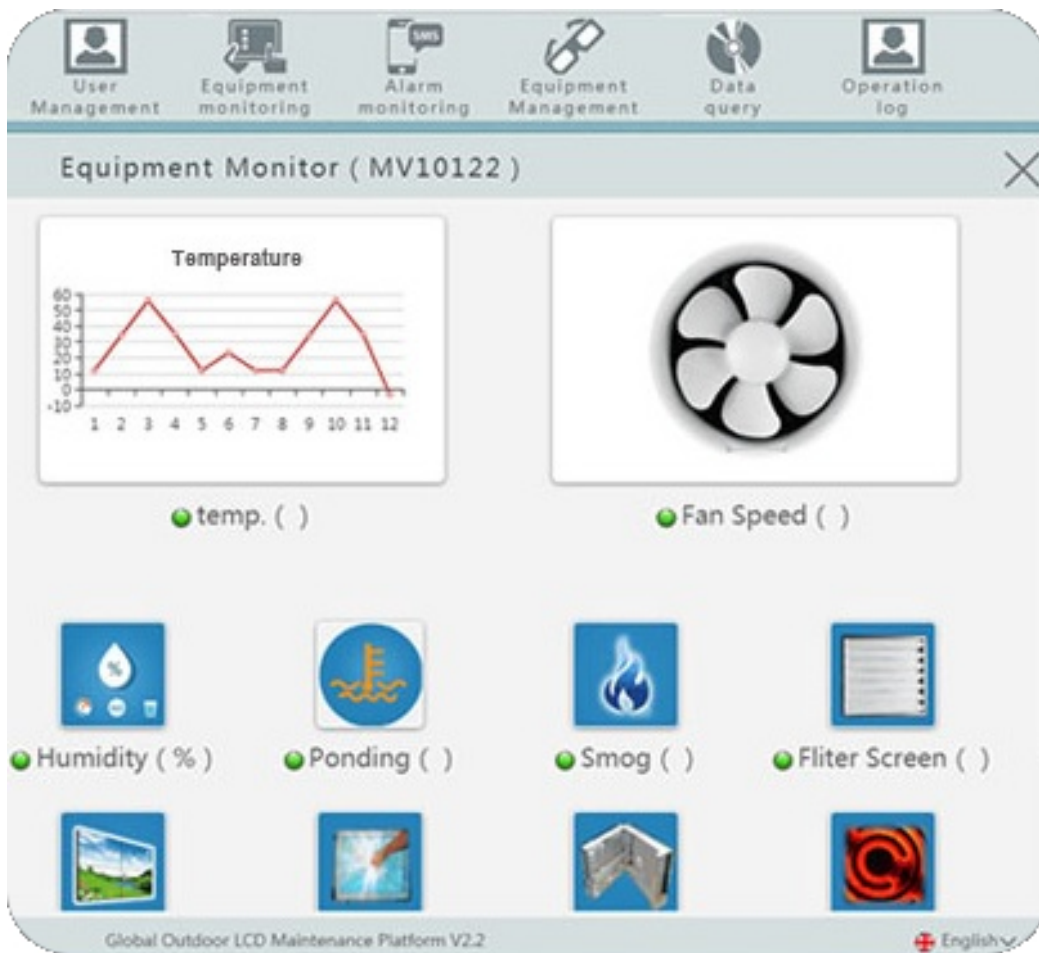 SMS
User
Management
Equipment
monitoring
Alarm
monitoring
Equipment
Management
Data
query
Operation
log
Equipment Monitor ( MV10122 )
Temperature
60
50
40
30
20
10
0
-10
1 2 3 4 5 6 7 8 9 10 11 12
temp. ( )
Fan Speed ( )
%
Humidity ( % )
Ponding ( )
Smog ( )
Fliter Screen ( )
Global Outdoor LCD Maintenance Platform V2.2
English